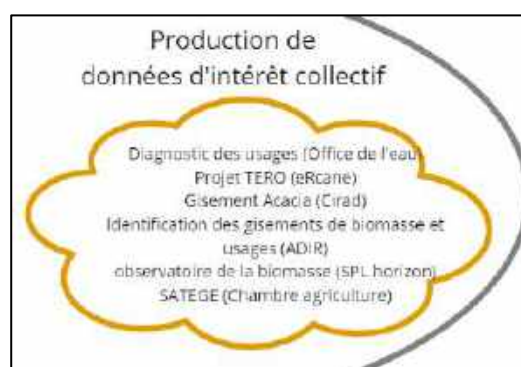 Production de
données d'intérêt collectif
Diagnostic des usages (Office de l'eau)
Projet TERO (eRcane)
Gisement Acacia (Cirad)
Identification des gisements de biomasse et
usages (ADIR)
observatoire de la biomasse (SPL horizon)
SATEGE (Chambre agriculture)